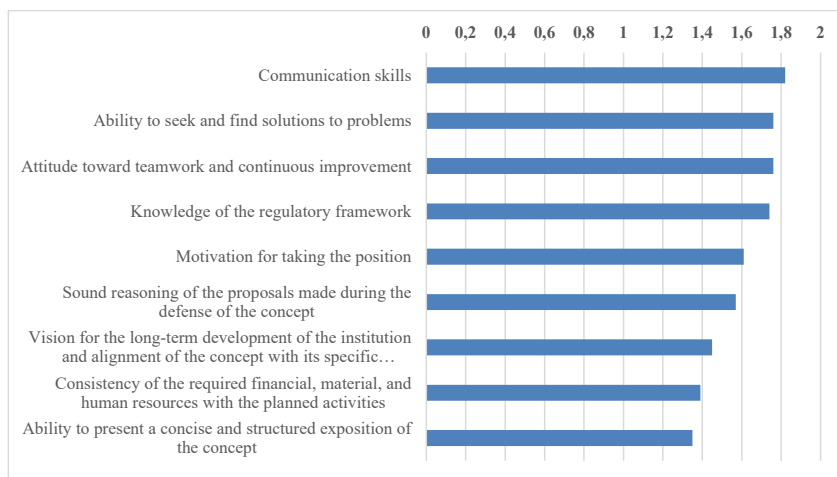 0 0,2 0,4 0,6 0,8 1 1,2 1,4 1,6 1,8 2
Communication skills
Ability to seek and find solutions to problems
Attitude toward teamwork and continuous improvement
Knowledge of the regulatory framework
Motivation for taking the position
Sound reasoning of the proposals made during the
defense of the concept
Vision for the long-term development of the institution
and alignment of the concept with its specific…
Consistency of the required financial, material, and
human resources with the planned activities
Ability to present a concise and structured exposition of
the concept